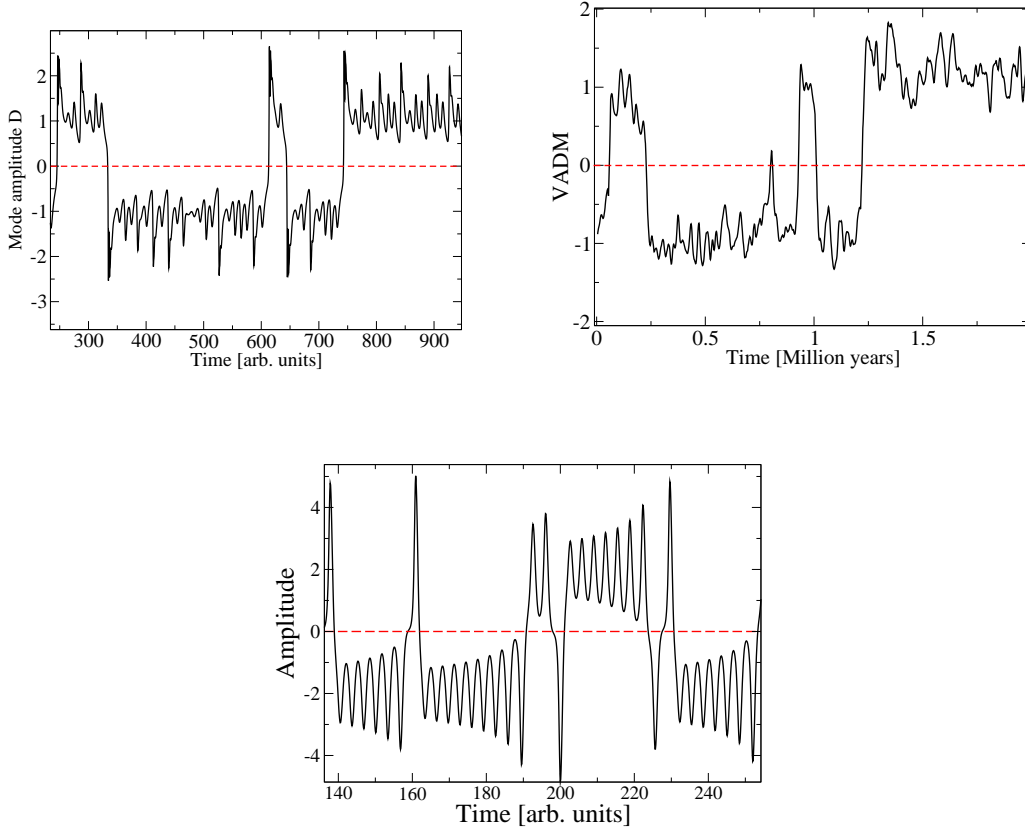 Mode amplitude D
2
1
0
-1
-2
-3
300 400 500 600 700 800 900
Time [arb. units]
VADM
2
1
0
-1
-2
0 0.5 1 1.5
Time [Million years]
Amplitude
4
2
0
-2
-4
140 160 180 200 220 240
Time [arb. units]